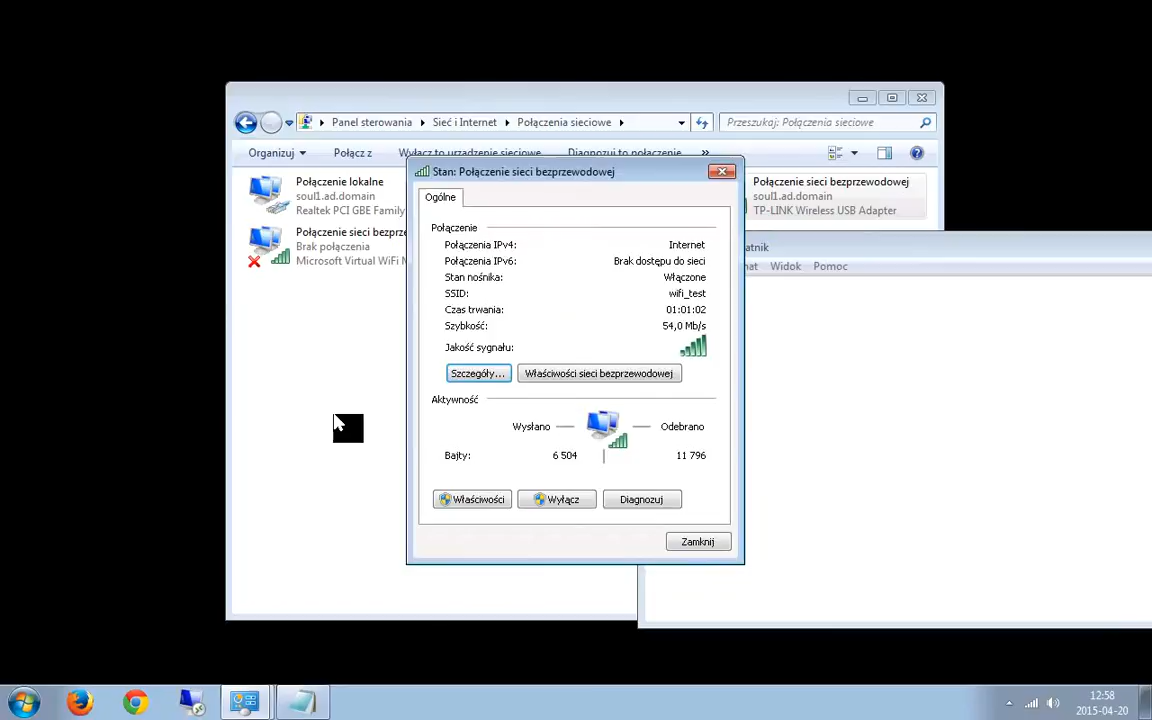 Panel sterowania
Sieć i Internet
Połączenia sieciowe
Przeszukaj: Połączenia sieciowe
Organizuj
Połącz z
Wyłącz to urządzenie sieciowe
Diagnozuj to połączenie
»
Połączenie lokalne
soul1.ad.domain
Realtek PCI GBE Family
Połączenie sieci bezprze
Brak połączenia
Microsoft Virtual WiFi M
Połączenie sieci bezprzewodowej
soul1.ad.domain
TP-LINK Wireless USB Adapter
atnik
mat Widok Pomoc
Stan: Połączenie sieci bezprzewodowej
Ogólne
Połączenie
Połączenia IPv4: Internet
Połączenia IPv6: Brak dostępu do sieci
Stan nośnika: Włączone
SSID: wifi_test
Czas trwania: 01:01:02
Szybkość: 54,0 Mb/s
Jakość sygnału:
Szczegóły... Właściwości sieci bezprzewodowej
Aktywność
Wysłano — — Odebrano
Bajty: 6 504 | 11 796
Właściwości Wyłącz Diagnozuj
Zamknij
12:58
2015-04-20